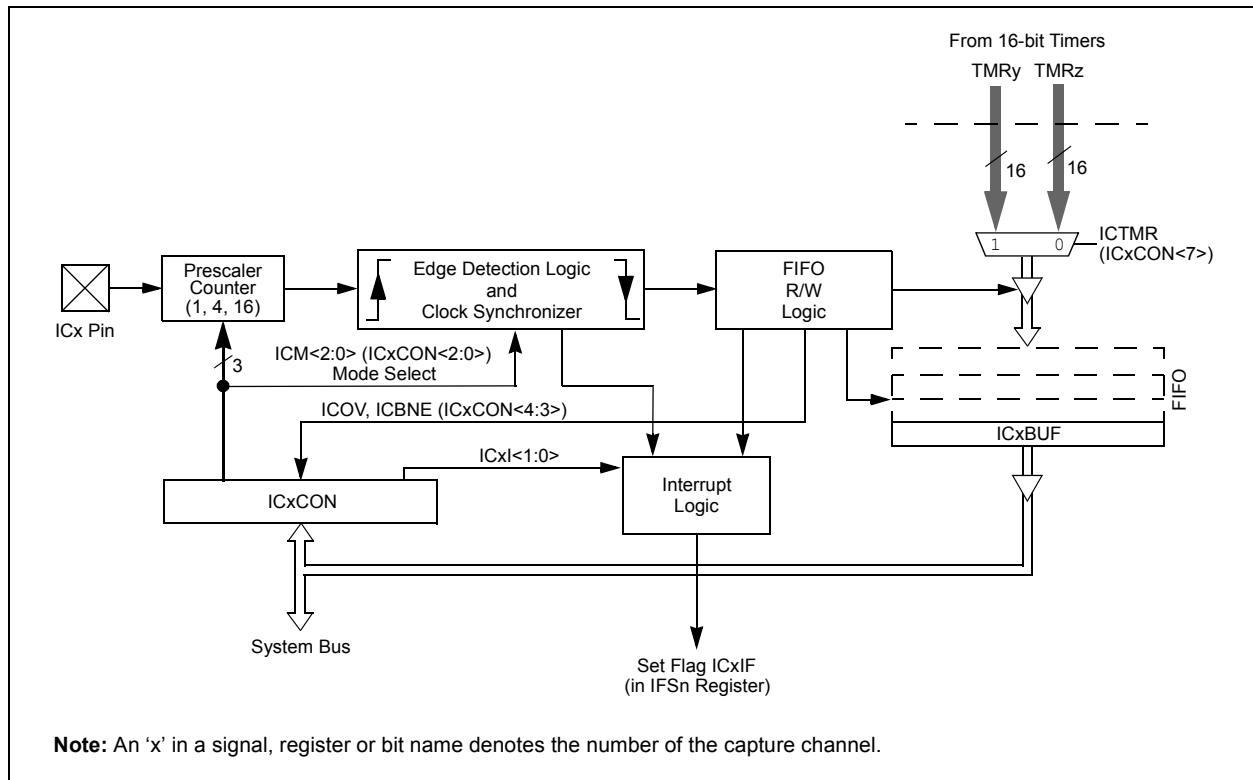 From 16-bit Timers
TMRy TMRz
16 16
1 0
ICTMR
(ICxCON<7>)
Prescaler
Counter
(1, 4, 16)
Edge Detection Logic
and
Clock Synchronizer
FIFO
R/W
Logic
ICx Pin
3
ICM<2:0> (ICxCON<2:0>)
Mode Select
FIFO
ICOV, ICBNE (ICxCON<4:3>)
ICxBUF
ICxI<1:0>
Interrupt
Logic
ICxCON
System Bus
Set Flag ICxIF
(in IFSn Register)
Note: An ‘x’ in a signal, register or bit name denotes the number of the capture channel.